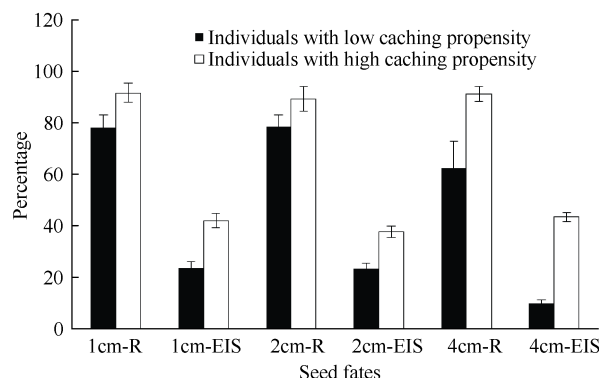 120
100
80
60
40
20
0
Percentage
Individuals with low caching propensity
Individuals with high caching propensity
1cm-R 1cm-EIS 2cm-R 2cm-EIS 4cm-R 4cm-EIS
Seed fates